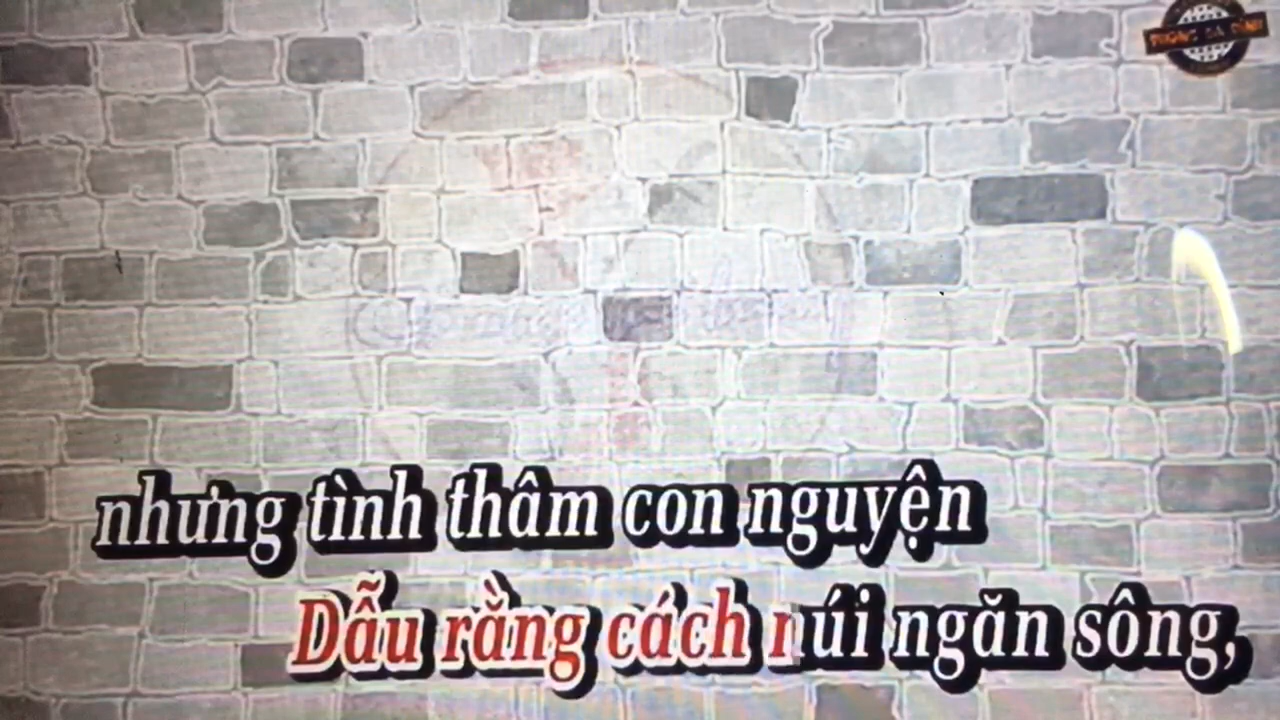 nhưng tình thâm con nguyện
Dẫu rằng cách núi ngăn sông,